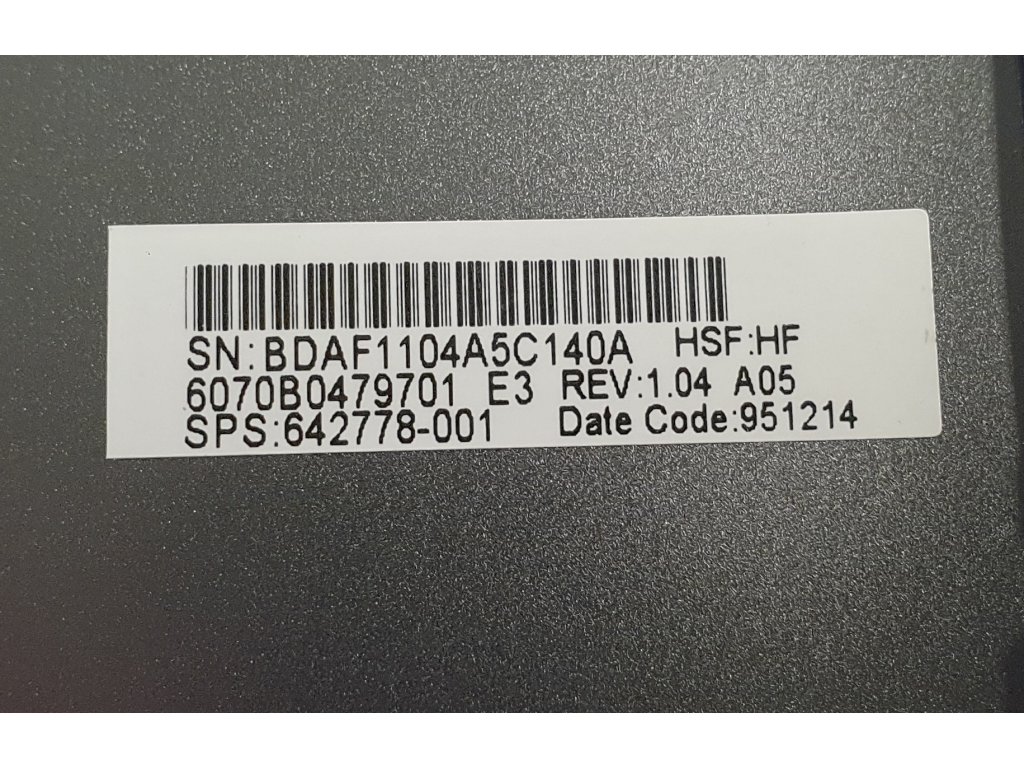 SN:BDAF1104A5C140A HSF:HF
6070B0479701 E3 REV:1.04 A05
SPS:642778-001 Date Code:951214